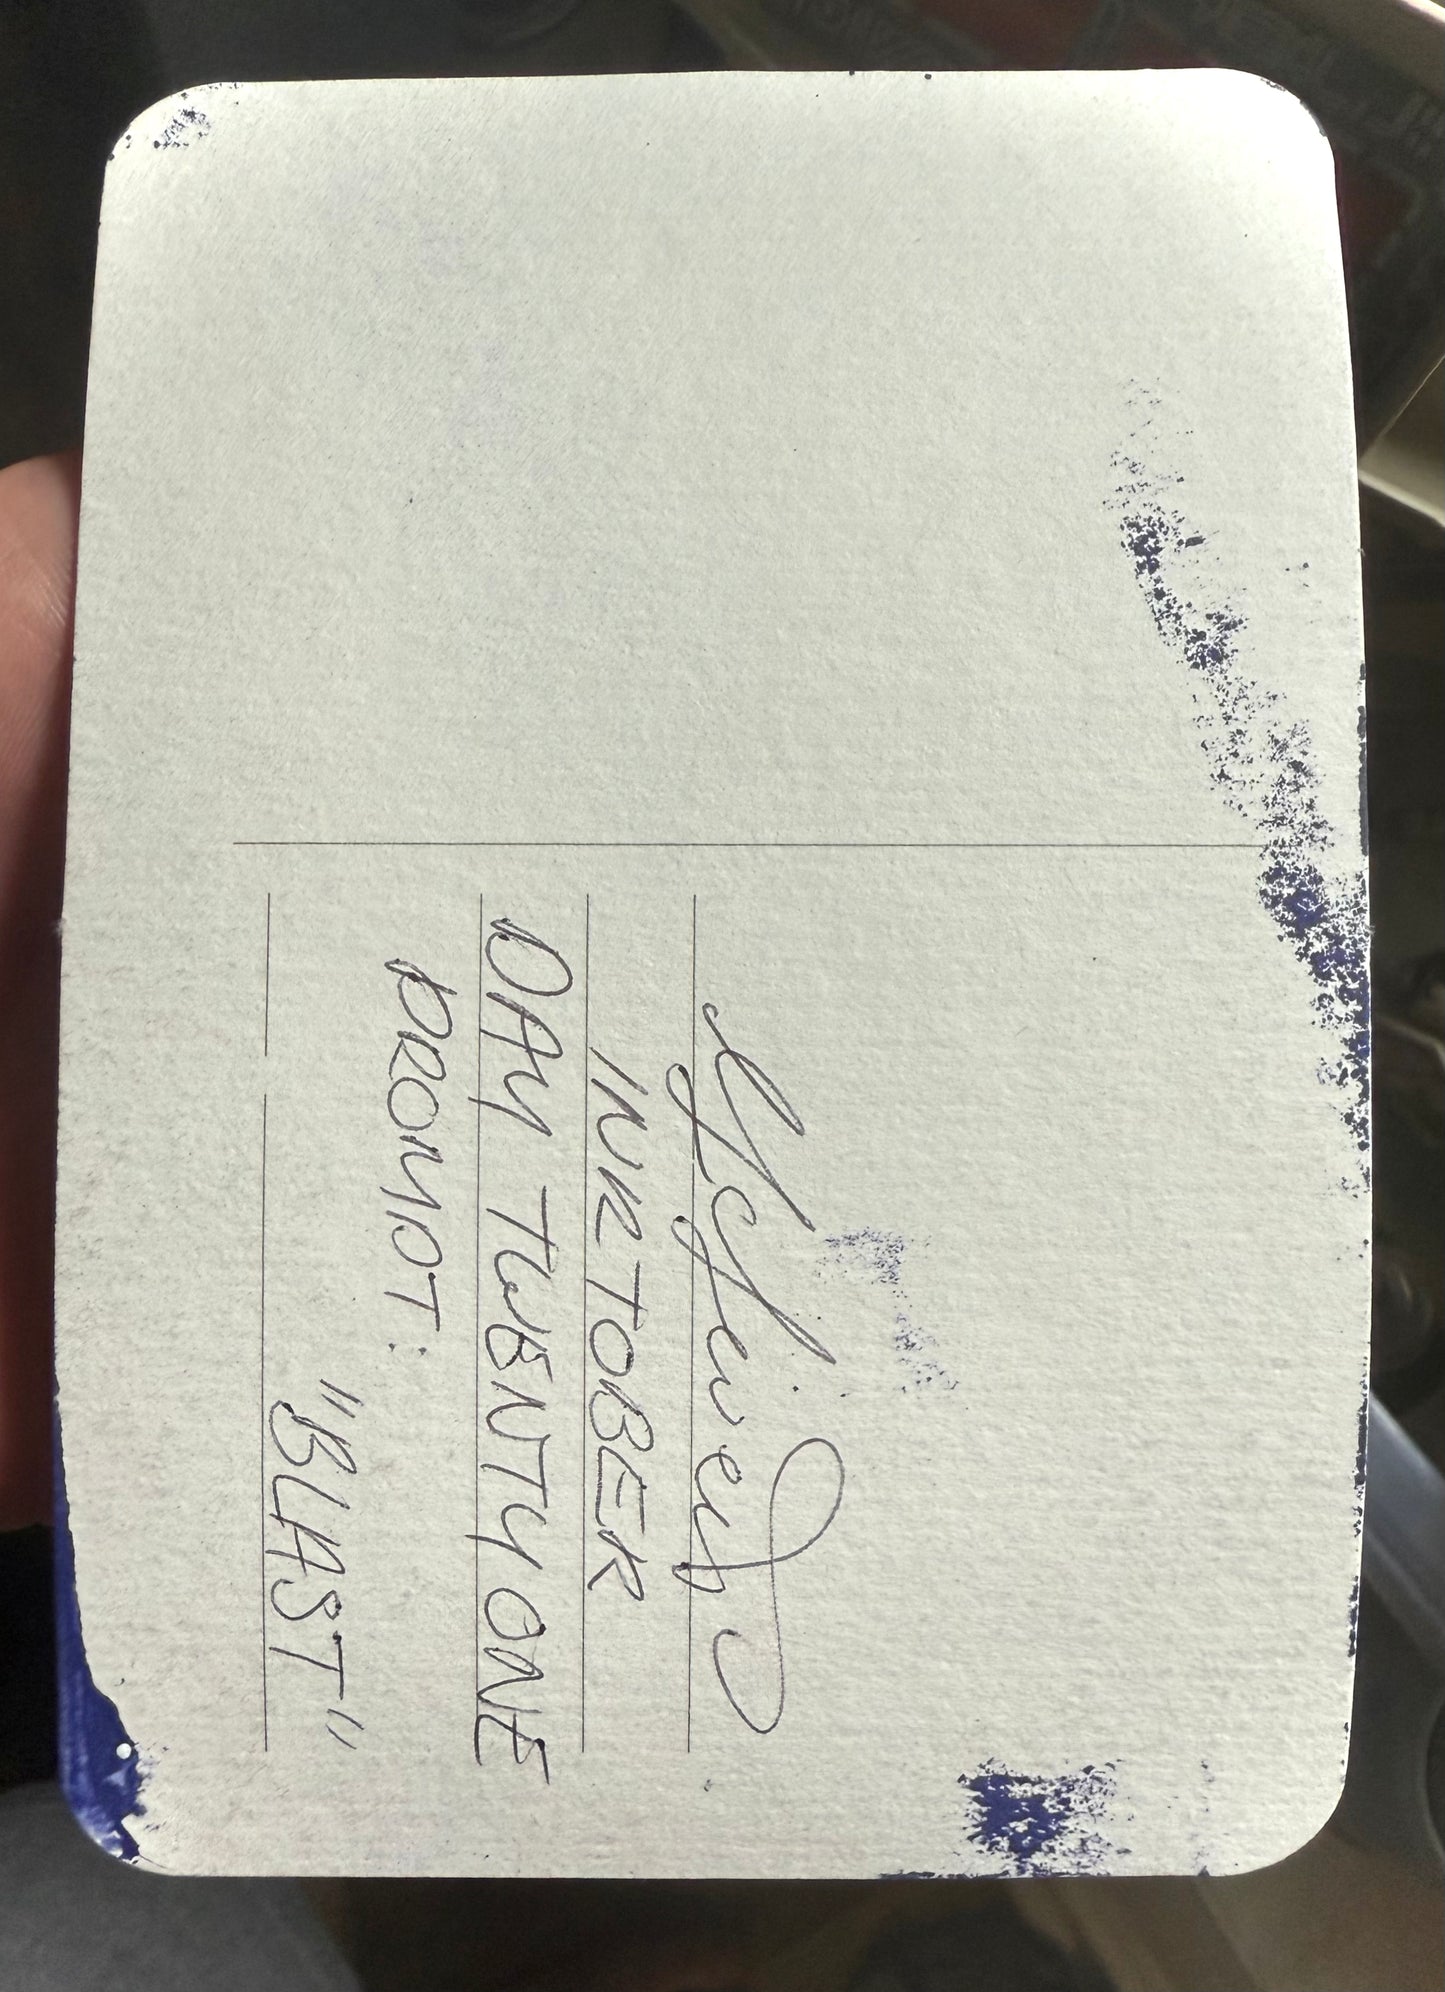 INKTOBER
DAY TWENTY ONE
PROMPT:
"BLAST"